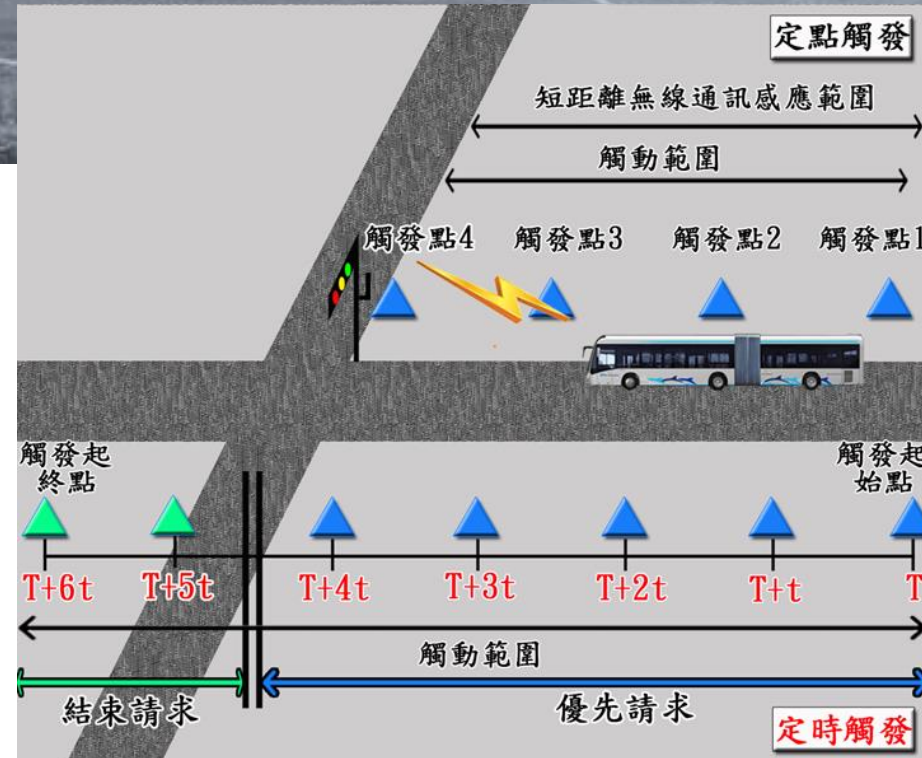 定點觸發
短距離無線通訊感應範圍
觸動範圍
觸發點4 觸發點3 觸發點2 觸發點1
觸發起
終點
觸發起
始點
T+6t T+5t T+4t T+3t T+2t T+t T
觸動範圍
結束請求 優先請求
定時觸發